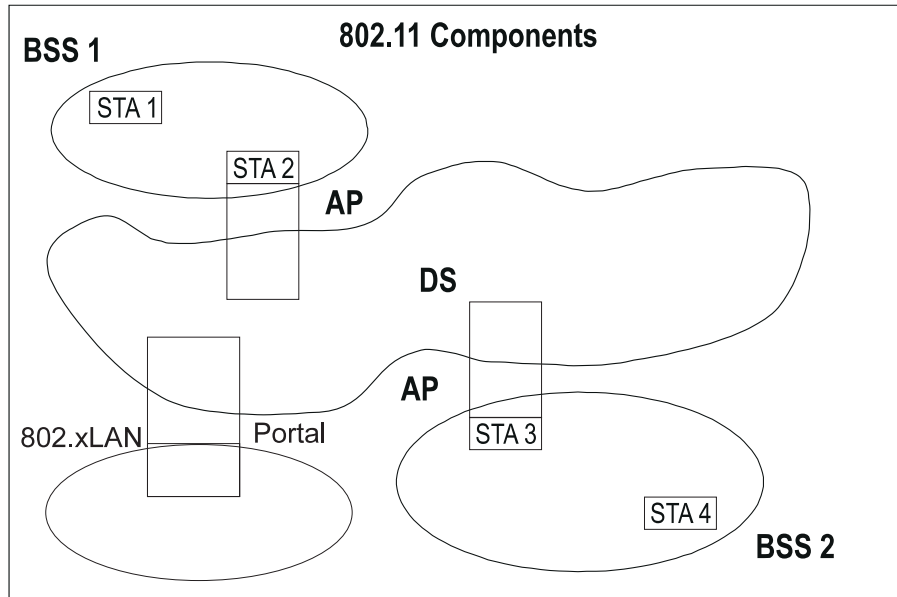 802.11 Components
BSS 1
STA 1
STA 2
AP
DS
AP
802.xLAN
Portal
STA 3
STA 4
BSS 2